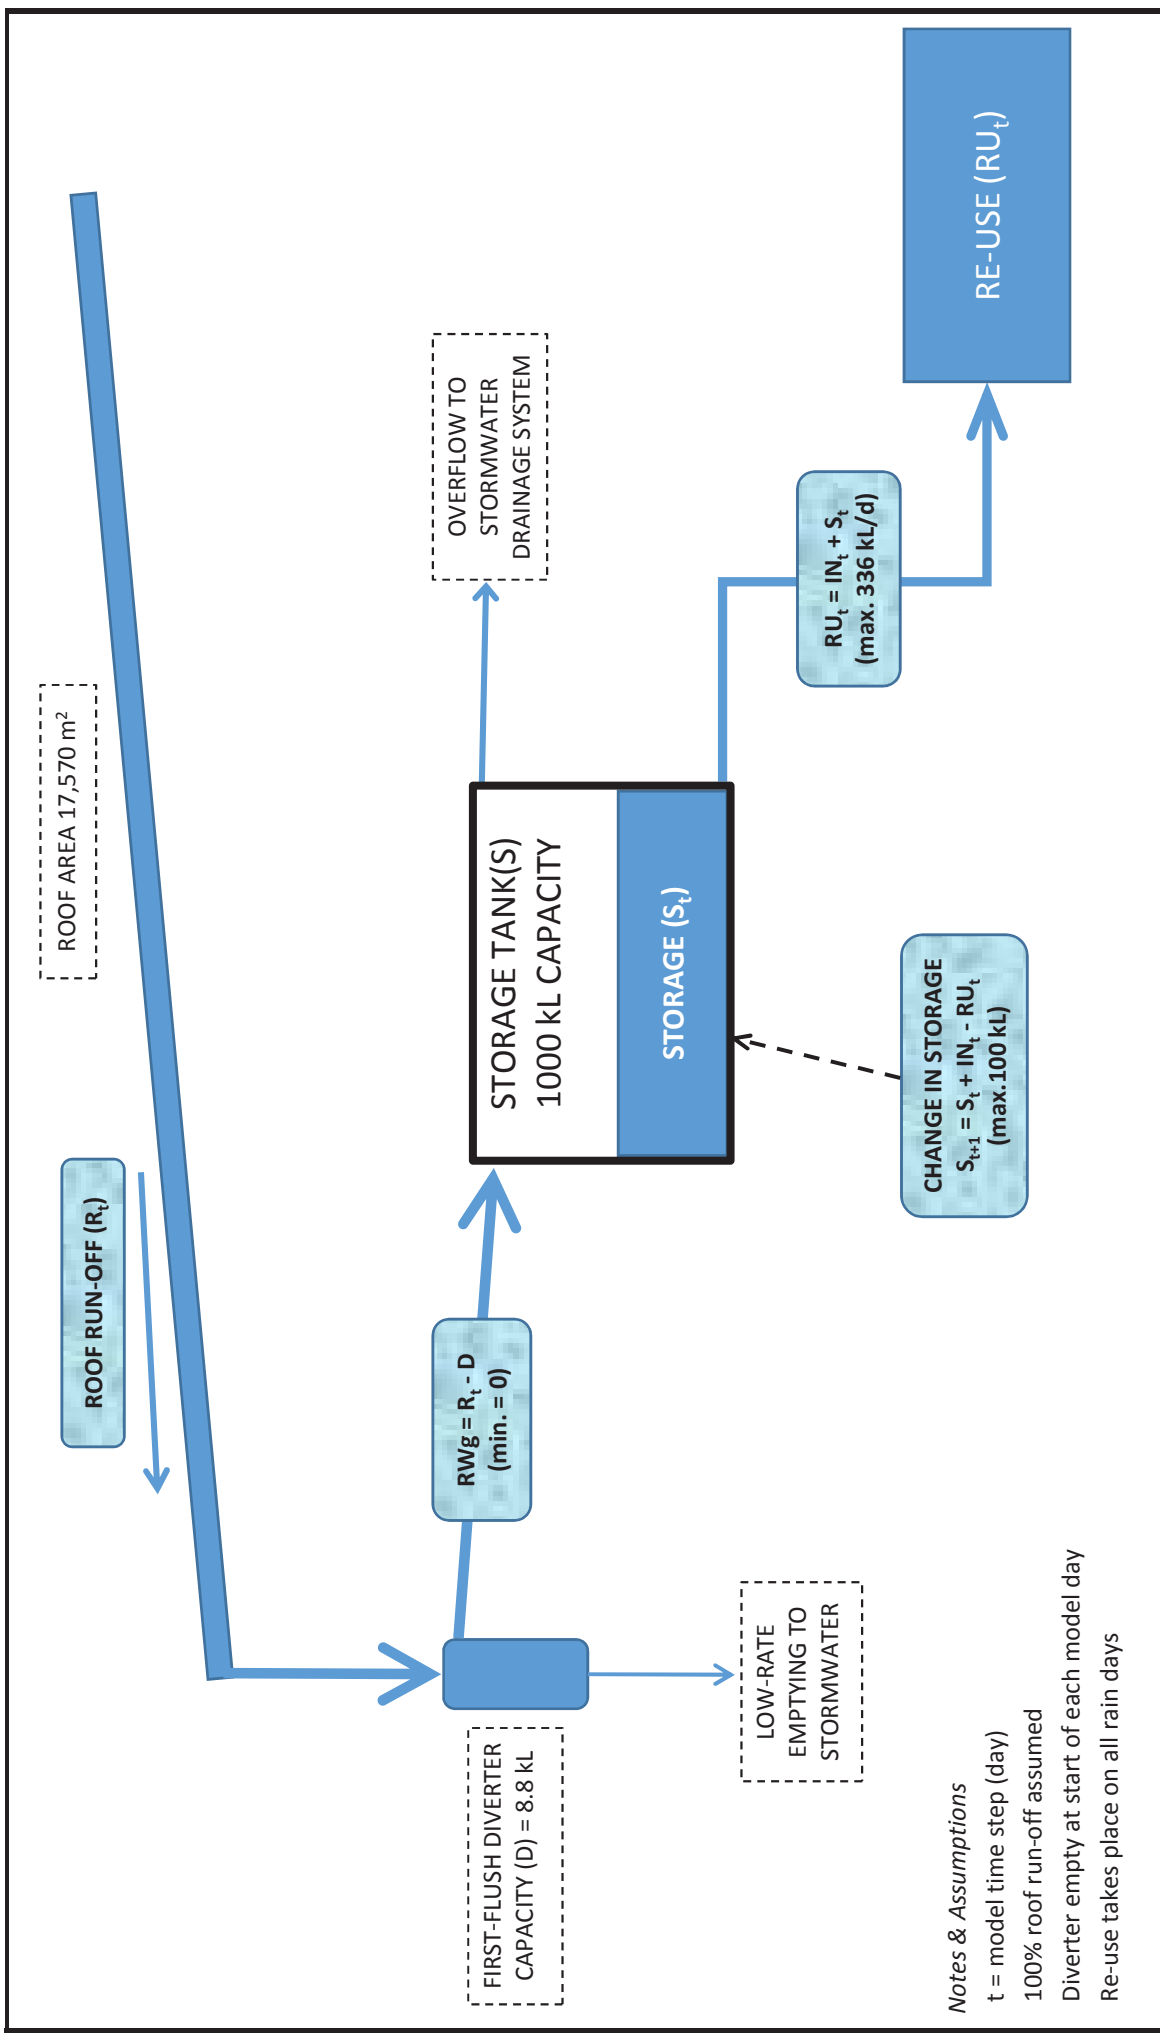 ROOF AREA 17,570 m²
ROOF RUN-OFF (Rₜ)
FIRST-FLUSH DIVERTER
CAPACITY (D) = 8.8 kL
RWg = Rₜ - D
(min. = 0)
STORAGE TANK(S)
1000 kL CAPACITY
STORAGE (Sₜ)
OVERFLOW TO
STORMWATER
DRAINAGE SYSTEM
LOW-RATE
EMPTYING TO
STORMWATER
CHANGE IN STORAGE
Sₜ₊₁ = Sₜ + INₜ - RUₜ
(max.100 kL)
RUₜ = INₜ + Sₜ
(max. 336 kL/d)
RE-USE (RUₜ)
Notes & Assumptions
t = model time step (day)
100% roof run-off assumed
Diverter empty at start of each model day
Re-use takes place on all rain days